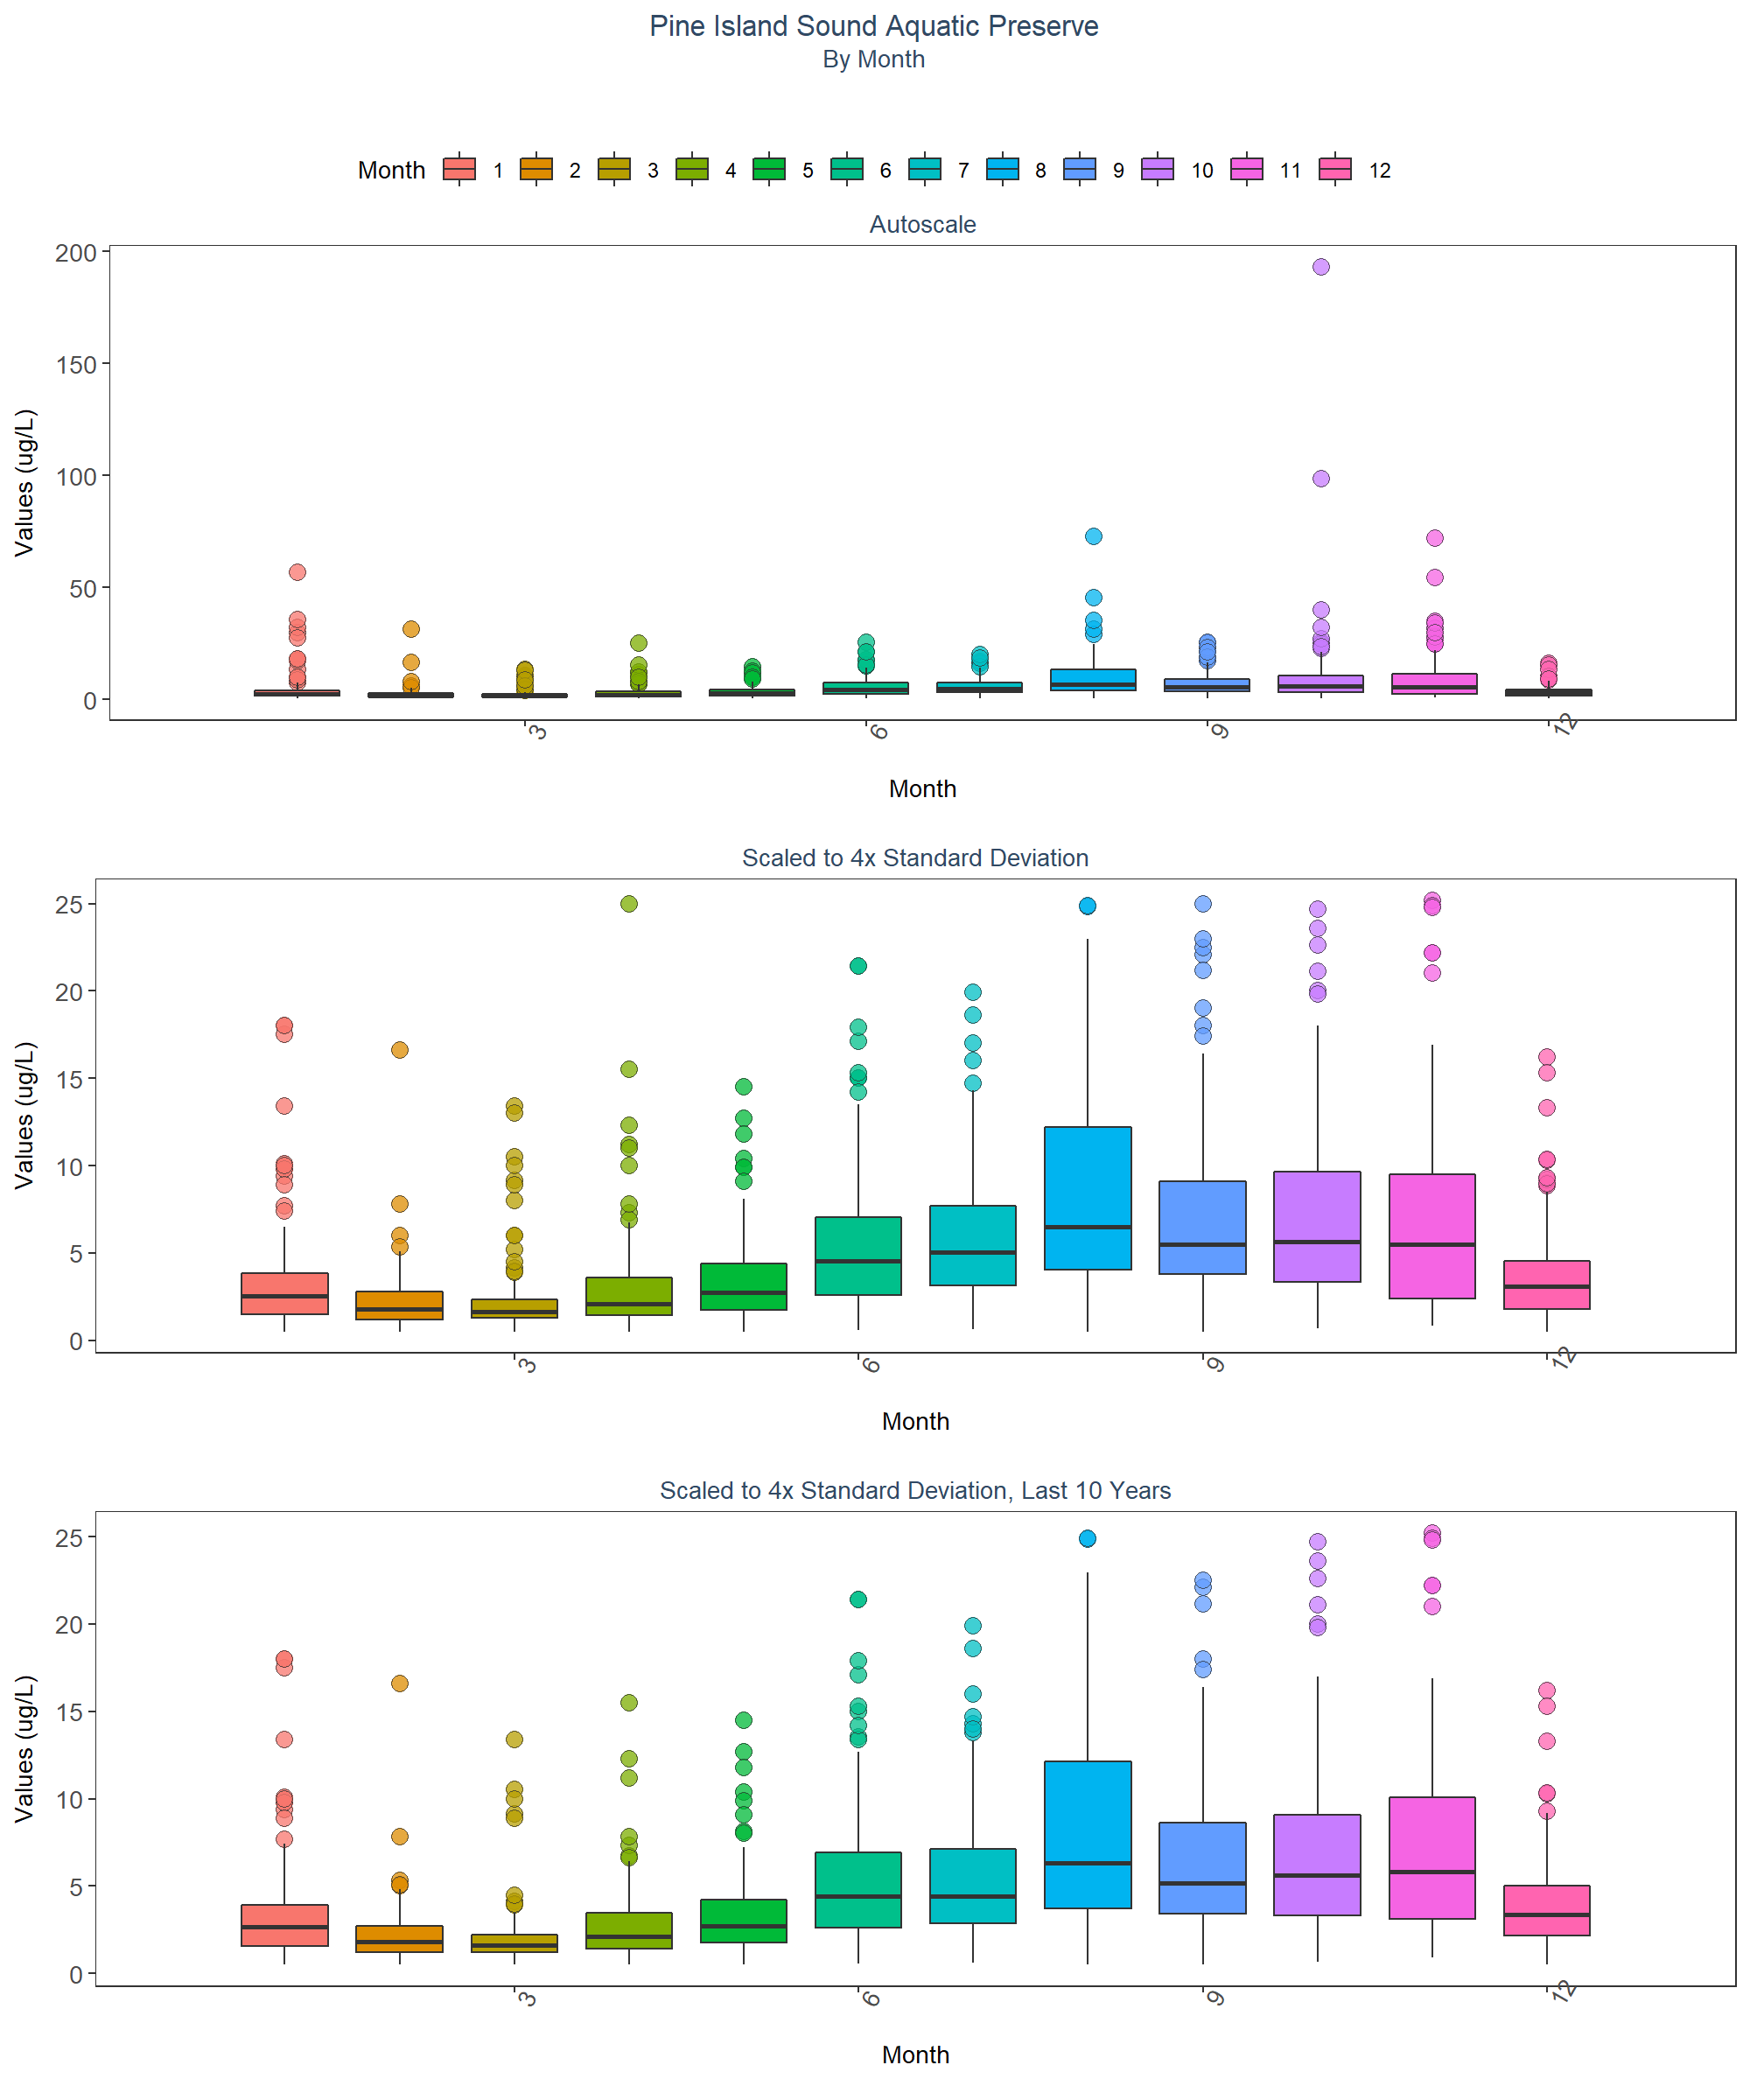 Pine Island Sound Aquatic Preserve
By Month
Month 1 2 3 4 5 6 7 8 9 10 11 12
Autoscale
200
150
100
50
0
Values (ug/L)
3 6 9 12
Month
Scaled to 4x Standard Deviation
25
20
15
10
5
0
Values (ug/L)
3 6 9 12
Month
Scaled to 4x Standard Deviation, Last 10 Years
25
20
15
10
5
0
Values (ug/L)
3 6 9 12
Month